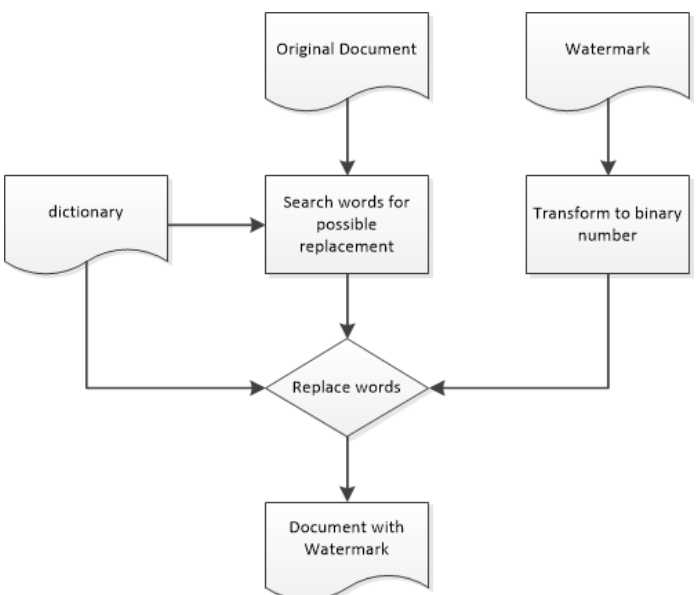 Original Document
Watermark
dictionary
Search words for
possible
replacement
Transform to binary
number
Replace words
Document with
Watermark